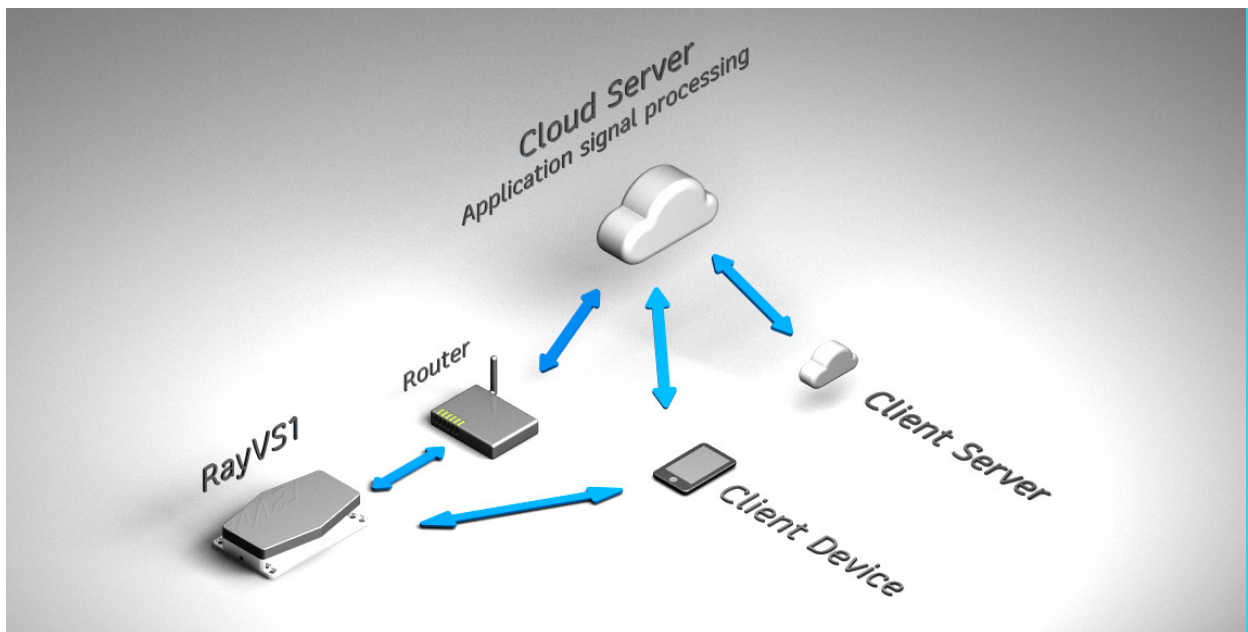 Cloud Server
Application signal processing
Router
RayVS1
Client Server
Client Device